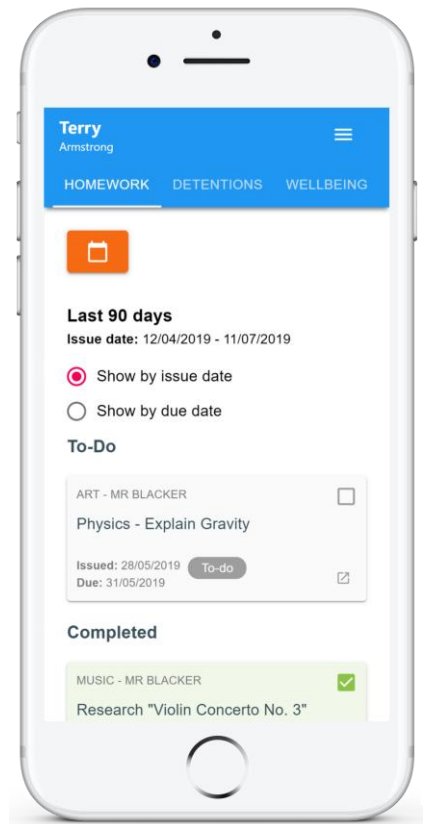 Terry
Armstrong
HOMEWORK DETENTIONS WELLBEING
Last 90 days
Issue date: 12/04/2019 - 11/07/2019
Show by issue date
Show by due date
To-Do
ART - MR BLACKER
Physics - Explain Gravity
Issued: 28/05/2019 To-do
Due: 31/05/2019
Completed
MUSIC - MR BLACKER
Research "Violin Concerto No. 3"